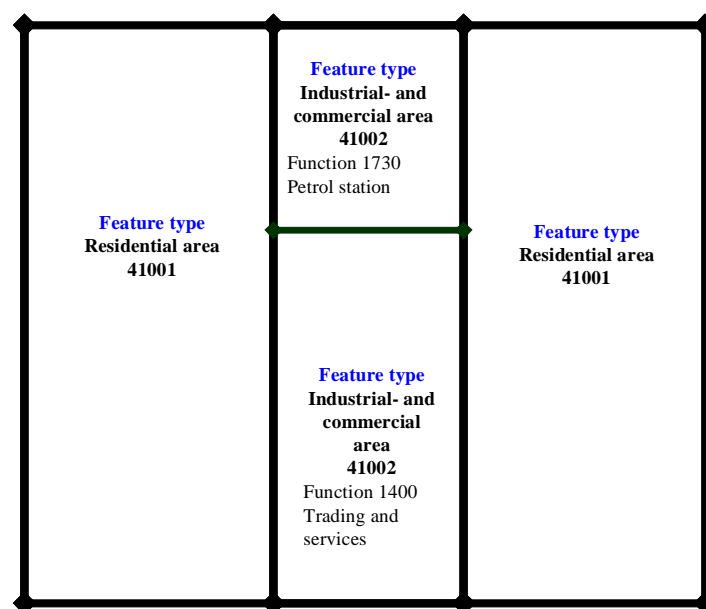 Feature type
Residential area
41001
Feature type
Industrial- and
commercial area
41002
Function 1730
Petrol station
Feature type
Industrial- and
commercial
area
41002
Function 1400
Trading and
services
Feature type
Residential area
41001